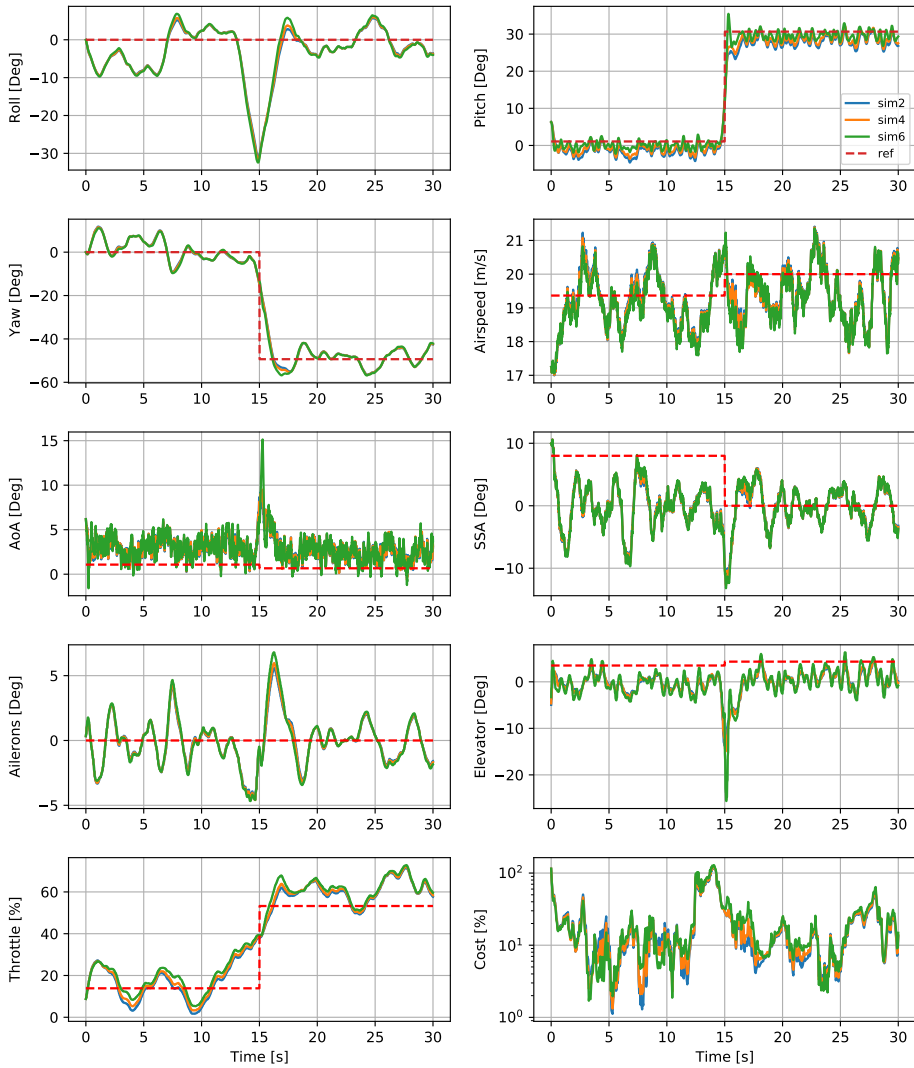 0
−10
−20
−30
Roll [Deg]
0 5 10 15 20 25 30
30
20
10
0
Pitch [Deg]
sim2
sim4
sim6
ref
0 5 10 15 20 25 30
0
−20
−40
−60
Yaw [Deg]
0 5 10 15 20 25 30
21
20
19
18
17
Airspeed [m/s]
0 5 10 15 20 25 30
15
10
5
0
AoA [Deg]
0 5 10 15 20 25 30
10
0
−10
SSA [Deg]
0 5 10 15 20 25 30
5
0
−5
Ailerons [Deg]
0 5 10 15 20 25 30
0
−10
−20
Elevator [Deg]
0 5 10 15 20 25 30
60
40
20
0
Throttle [%]
0 5 10 15 20 25 30
Time [s]
10²
10¹
10⁰
Cost [%]
0 5 10 15 20 25 30
Time [s]